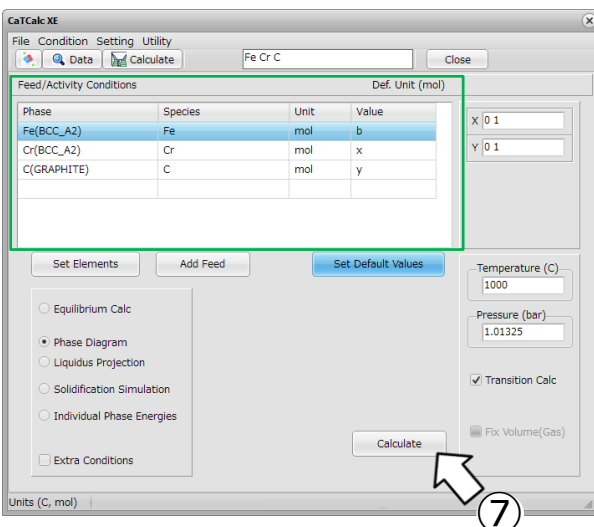 CaTCalc XE
File Condition Setting Utility
Data Calculate Fe Cr C Close
Feed/Activity Conditions Def. Unit (mol)
Phase Species Unit Value
Fe(BCC_A2) Fe mol b
Cr(BCC_A2) Cr mol x
C(GRAPHITE) C mol y
X 0 1
Y 0 1
Set Elements Add Feed Set Default Values
Temperature (C)
1000
Pressure (bar)
1.01325
Equilibrium Calc
Phase Diagram
Liquidus Projection
Solidification Simulation
Individual Phase Energies
Extra Conditions
Transition Calc
Fix Volume(Gas)
Calculate
⑦
Units (C, mol)